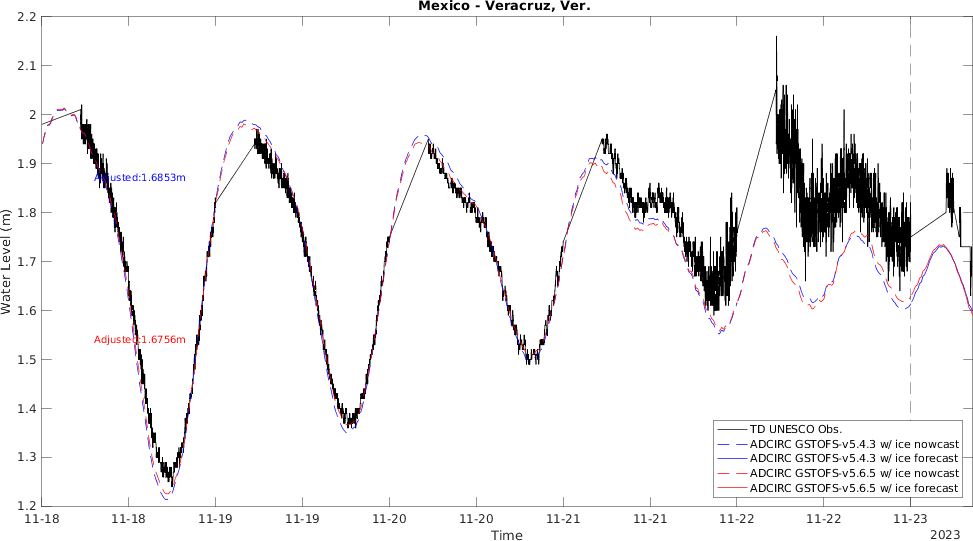 Mexico - Veracruz, Ver.
2.2
2.1
2
1.9
1.8
1.7
1.6
1.5
1.4
1.3
1.2
Water Level (m)
Adjusted:1.6853m
Adjusted:1.6756m
TD UNESCO Obs.
ADCIRC GSTOFS-v5.4.3 w/ ice nowcast
ADCIRC GSTOFS-v5.4.3 w/ ice forecast
ADCIRC GSTOFS-v5.6.5 w/ ice nowcast
ADCIRC GSTOFS-v5.6.5 w/ ice forecast
11-18 11-18 11-19 11-19 11-20 11-20 11-21 11-21 11-22 11-22 11-23
Time
2023